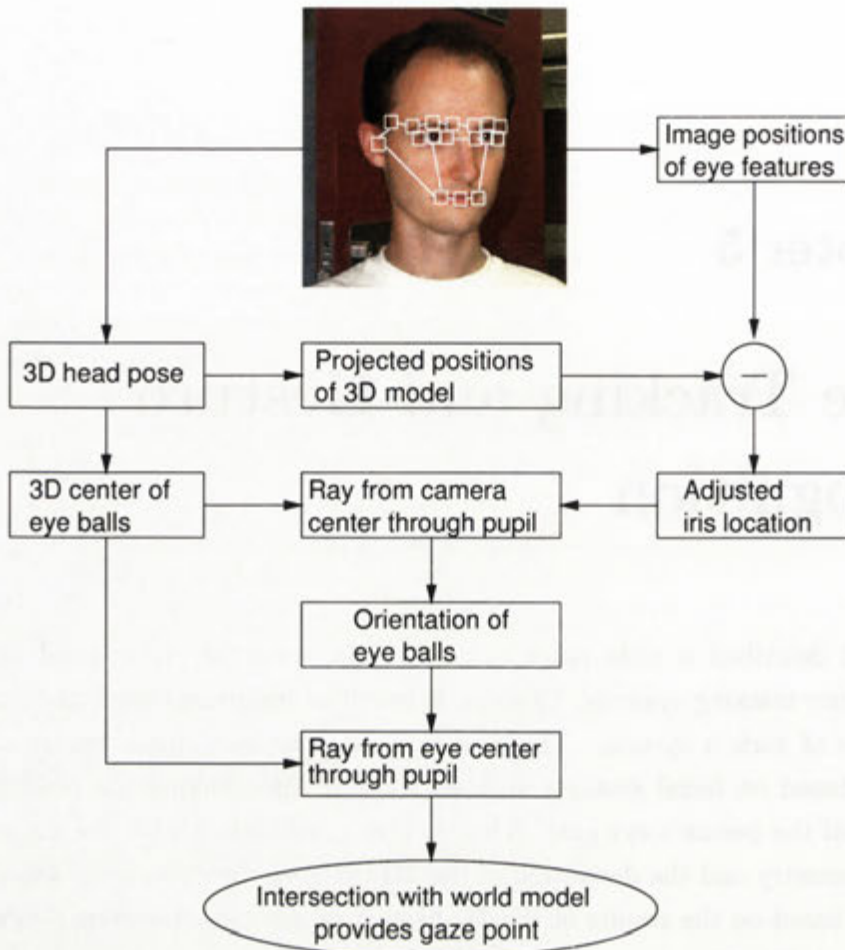 Image positions
of eye features
3D head pose
Projected positions
of 3D model
–
3D center of
eye balls
Ray from camera
center through pupil
Adjusted
iris location
Orientation of
eye balls
Ray from eye center
through pupil
Intersection with world model
provides gaze point